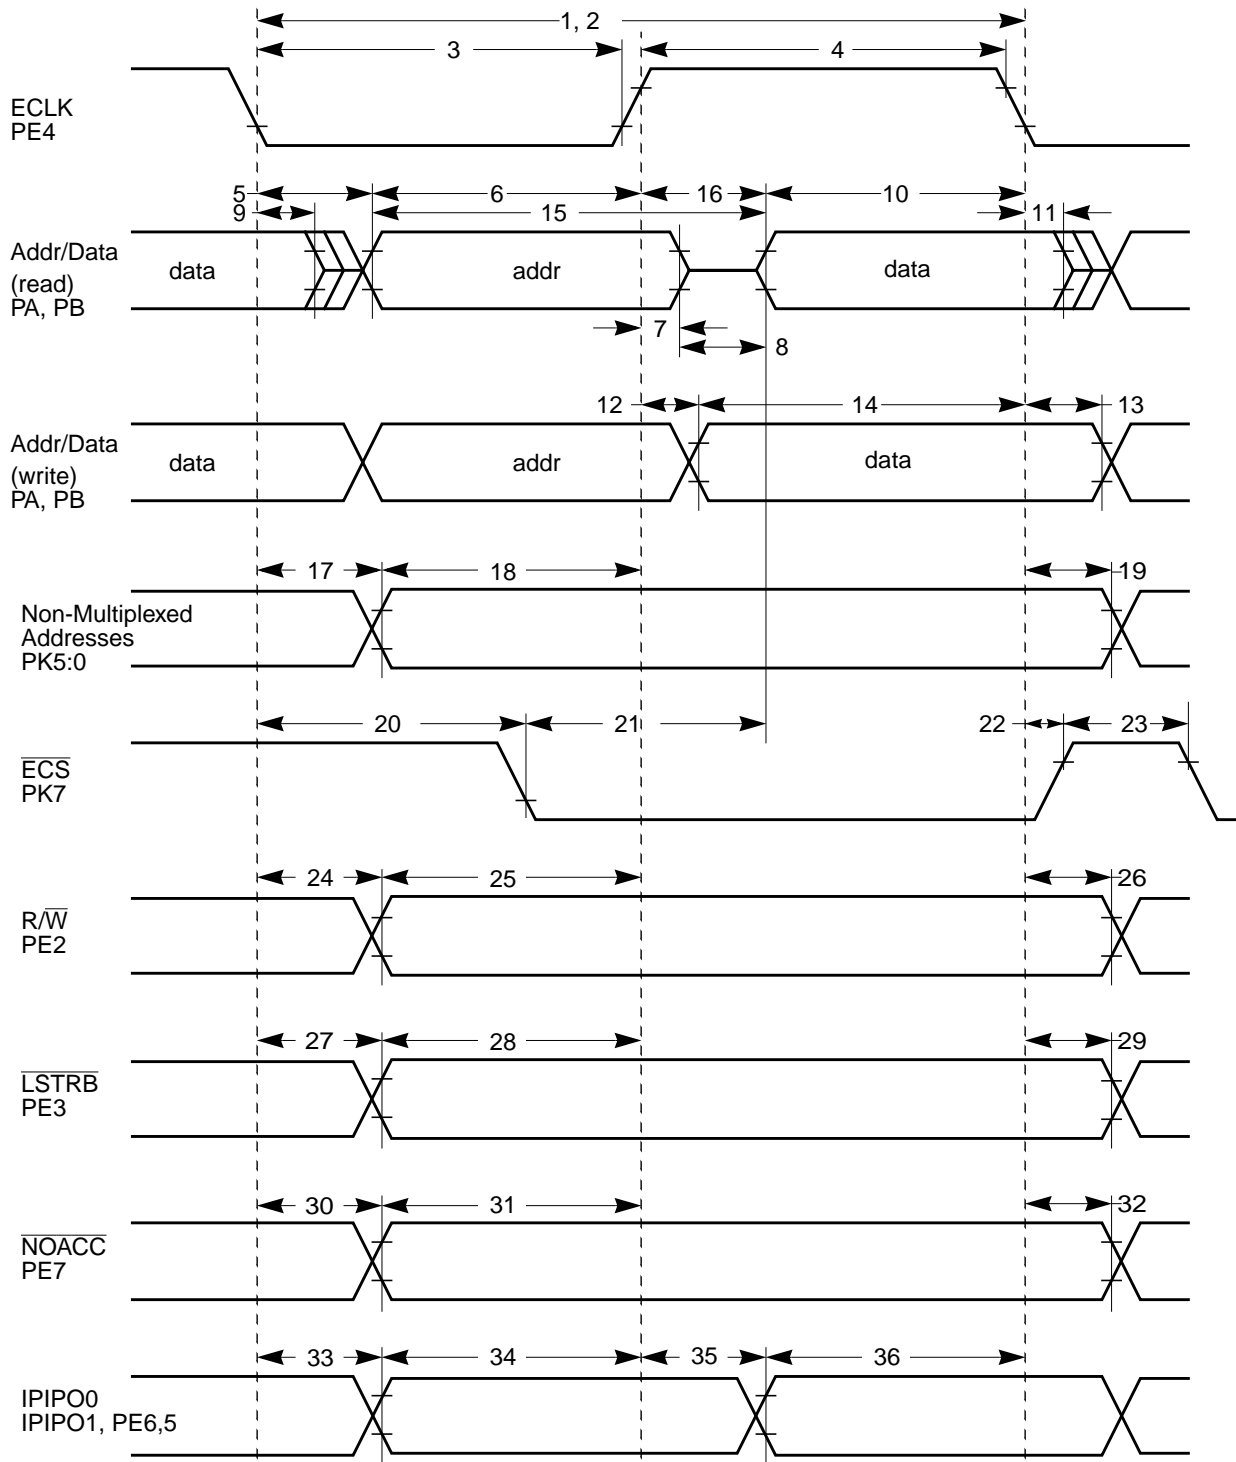 1, 2
3
4
ECLK
PE4
5
6
16
10
9
15
11
Addr/Data
(read)
PA, PB
data
addr
data
7
8
12
14
13
Addr/Data
(write)
PA, PB
data
addr
data
17
18
19
Non-Multiplexed
Addresses
PK5:0
20
21
22
23
ECS
PK7
24
25
26
R/W
PE2
27
28
29
LSTRB
PE3
30
31
32
NOACC
PE7
33
34
35
36
IPIPO0
IPIPO1, PE6,5